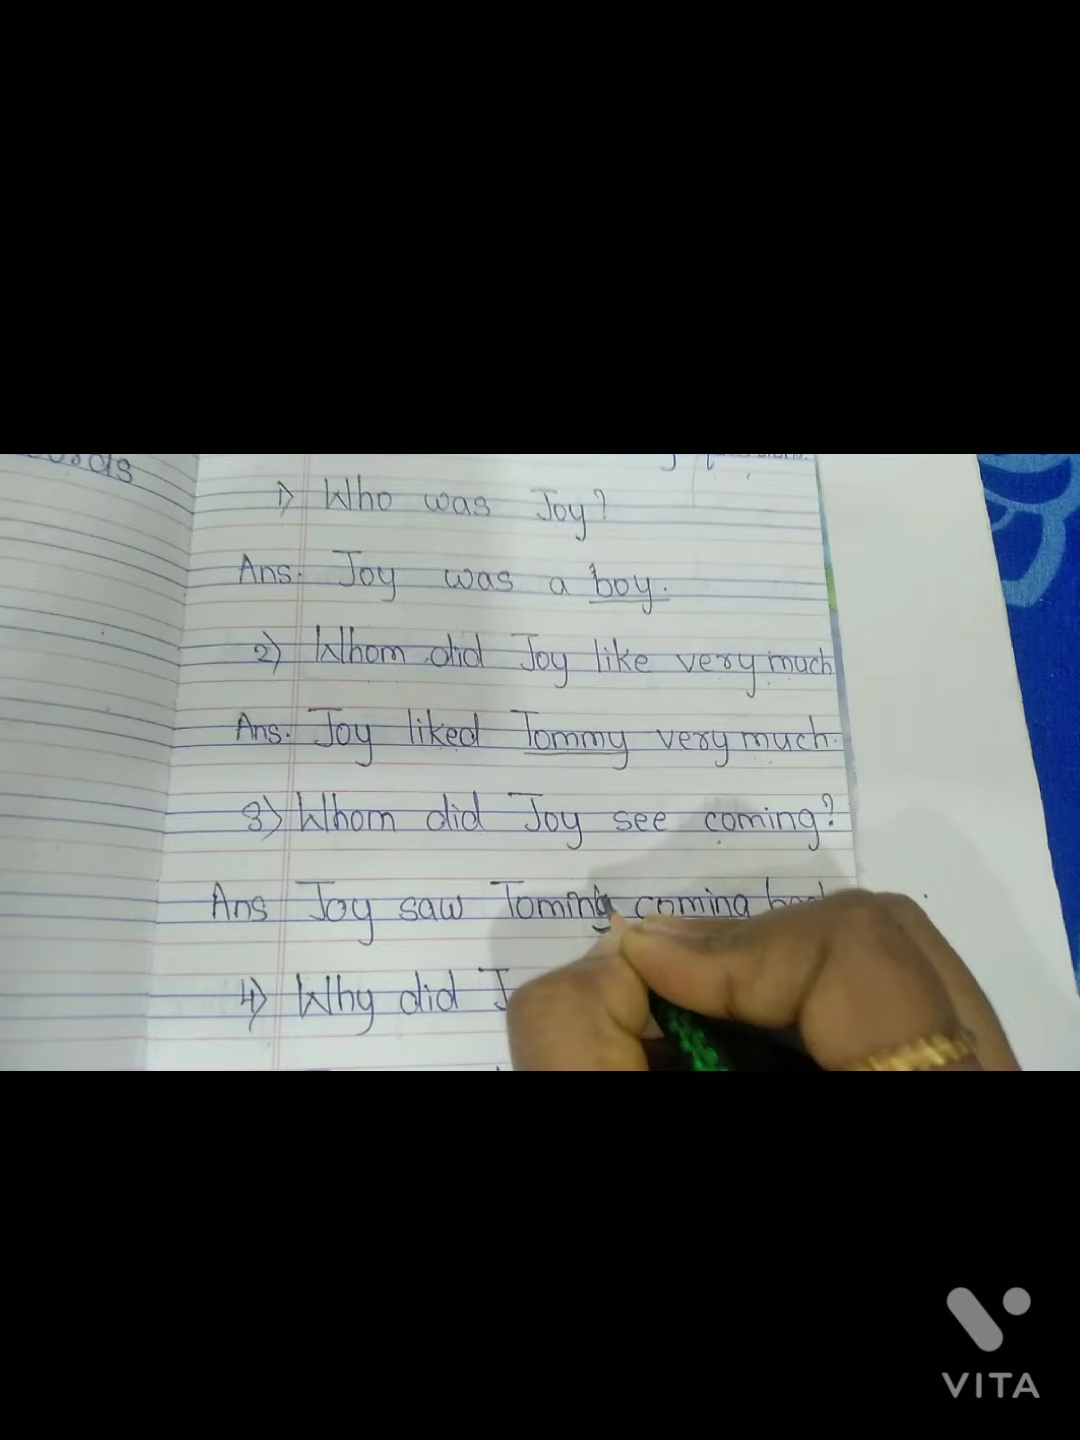 1) Who was Joy?
Ans. Joy was a boy.
2) Whom did Joy like very much
Ans. Joy liked Tommy very much.
3) Whom did Joy see coming?
Ans Joy saw Toming coming
4) Why did J
VITA